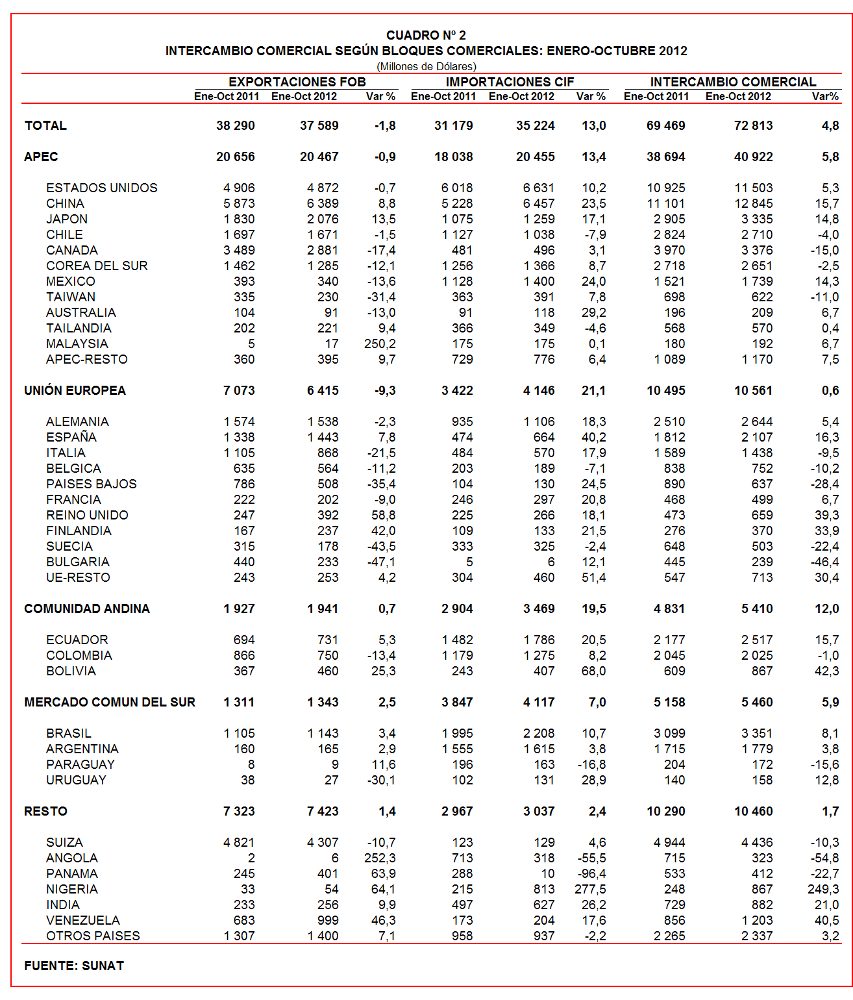 CUADRO Nº 2
INTERCAMBIO COMERCIAL SEGÚN BLOQUES COMERCIALES: ENERO-OCTUBRE 2012
(Millones de Dólares)
EXPORTACIONES FOB IMPORTACIONES CIF INTERCAMBIO COMERCIAL
Ene-Oct 2011 Ene-Oct 2012 Var % Ene-Oct 2011 Ene-Oct 2012 Var % Ene-Oct 2011 Ene-Oct 2012 Var%
TOTAL 38 290 37 589 -1,8 31 179 35 224 13,0 69 469 72 813 4,8
APEC 20 656 20 467 -0,9 18 038 20 455 13,4 38 694 40 922 5,8
ESTADOS UNIDOS 4 906 4 872 -0,7 6 018 6 631 10,2 10 925 11 503 5,3
CHINA 5 873 6 389 8,8 5 228 6 457 23,5 11 101 12 845 15,7
JAPON 1 830 2 076 13,5 1 075 1 259 17,1 2 905 3 335 14,8
CHILE 1 697 1 671 -1,5 1 127 1 038 -7,9 2 824 2 710 -4,0
CANADA 3 489 2 881 -17,4 481 496 3,1 3 970 3 376 -15,0
COREA DEL SUR 1 462 1 285 -12,1 1 256 1 366 8,7 2 718 2 651 -2,5
MEXICO 393 340 -13,6 1 128 1 400 24,0 1 521 1 739 14,3
TAIWAN 335 230 -31,4 363 391 7,8 698 622 -11,0
AUSTRALIA 104 91 -13,0 91 118 29,2 196 209 6,7
TAILANDIA 202 221 9,4 366 349 -4,6 568 570 0,4
MALAYSIA 5 17 250,2 175 175 0,1 180 192 6,7
APEC-RESTO 360 395 9,7 729 776 6,4 1 089 1 170 7,5
UNIÓN EUROPEA 7 073 6 415 -9,3 3 422 4 146 21,1 10 495 10 561 0,6
ALEMANIA 1 574 1 538 -2,3 935 1 106 18,3 2 510 2 644 5,4
ESPAÑA 1 338 1 443 7,8 474 664 40,2 1 812 2 107 16,3
ITALIA 1 105 868 -21,5 484 570 17,9 1 589 1 438 -9,5
BELGICA 635 564 -11,2 203 189 -7,1 838 752 -10,2
PAISES BAJOS 786 508 -35,4 104 130 24,5 890 637 -28,4
FRANCIA 222 202 -9,0 246 297 20,8 468 499 6,7
REINO UNIDO 247 392 58,8 225 266 18,1 473 659 39,3
FINLANDIA 167 237 42,0 109 133 21,5 276 370 33,9
SUECIA 315 178 -43,5 333 325 -2,4 648 503 -22,4
BULGARIA 440 233 -47,1 5 6 12,1 445 239 -46,4
UE-RESTO 243 253 4,2 304 460 51,4 547 713 30,4
COMUNIDAD ANDINA 1 927 1 941 0,7 2 904 3 469 19,5 4 831 5 410 12,0
ECUADOR 694 731 5,3 1 482 1 786 20,5 2 177 2 517 15,7
COLOMBIA 866 750 -13,4 1 179 1 275 8,2 2 045 2 025 -1,0
BOLIVIA 367 460 25,3 243 407 68,0 609 867 42,3
MERCADO COMUN DEL SUR 1 311 1 343 2,5 3 847 4 117 7,0 5 158 5 460 5,9
BRASIL 1 105 1 143 3,4 1 995 2 208 10,7 3 099 3 351 8,1
ARGENTINA 160 165 2,9 1 555 1 615 3,8 1 715 1 779 3,8
PARAGUAY 8 9 11,6 196 163 -16,8 204 172 -15,6
URUGUAY 38 27 -30,1 102 131 28,9 140 158 12,8
RESTO 7 323 7 423 1,4 2 967 3 037 2,4 10 290 10 460 1,7
SUIZA 4 821 4 307 -10,7 123 129 4,6 4 944 4 436 -10,3
ANGOLA 2 6 252,3 713 318 -55,5 715 323 -54,8
PANAMA 245 401 63,9 288 10 -96,4 533 412 -22,7
NIGERIA 33 54 64,1 215 813 277,5 248 867 249,3
INDIA 233 256 9,9 497 627 26,2 729 882 21,0
VENEZUELA 683 999 46,3 173 204 17,6 856 1 203 40,5
OTROS PAISES 1 307 1 400 7,1 958 937 -2,2 2 265 2 337 3,2
FUENTE: SUNAT